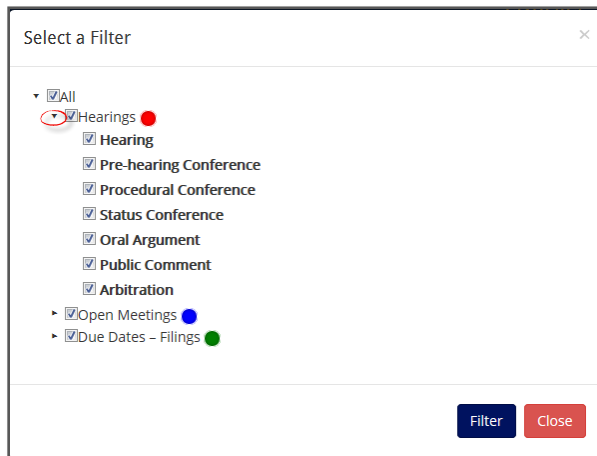 Select a Filter
All
Hearings
Hearing
Pre-hearing Conference
Procedural Conference
Status Conference
Oral Argument
Public Comment
Arbitration
Open Meetings
Due Dates – Filings
Filter Close